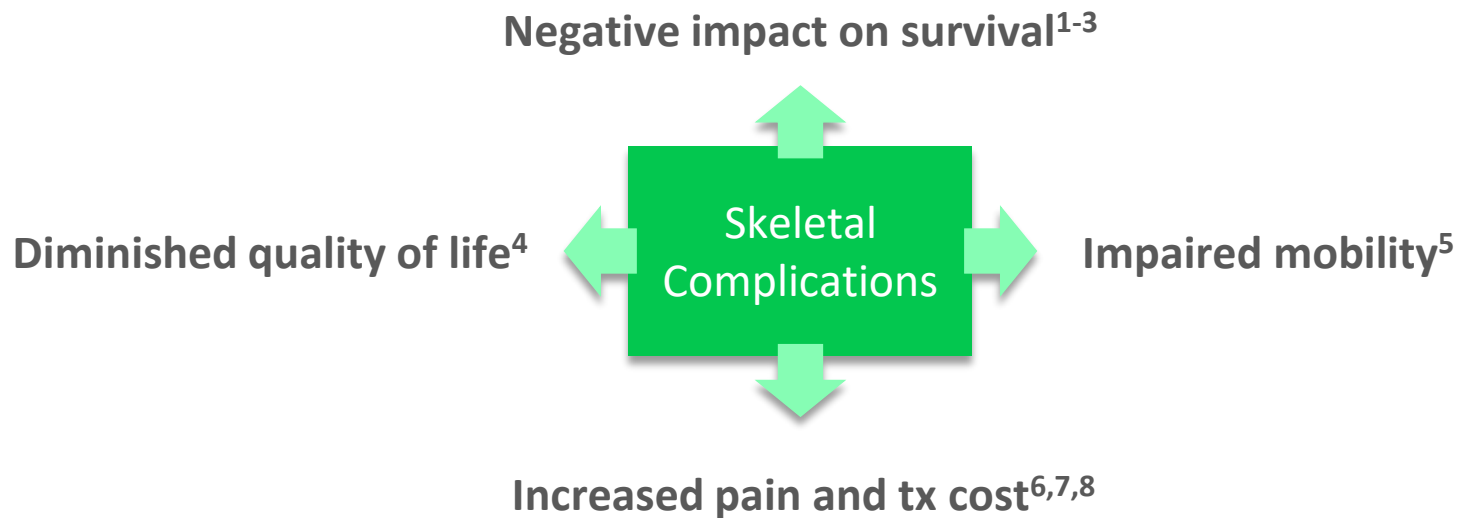 Negative impact on survival¹⁻³
Skeletal
Complications
Diminished quality of life⁴
Impaired mobility⁵
Increased pain and tx cost⁶,⁷,⁸